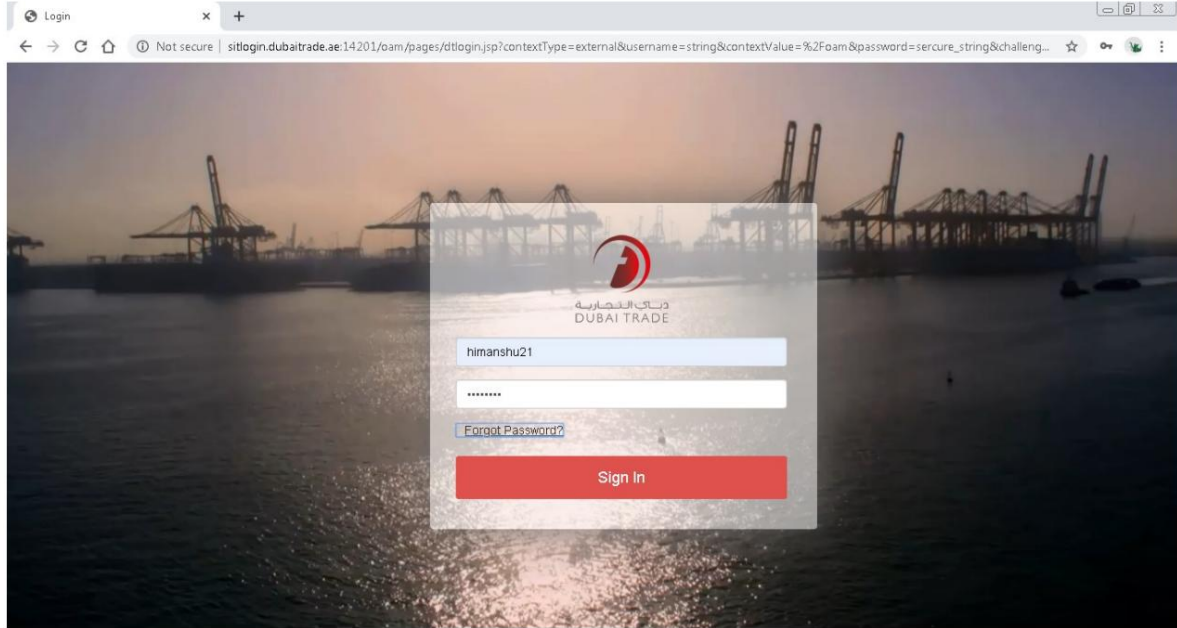 Login
Not secure | sitlogin.dubaitrade.ae:14201/oam/pages/dtlogin.jsp?contextType=external&username=string&contextValue=%2Foam&password=sercure_string&challeng...
دبي التجارية
DUBAI TRADE
himanshu21
••••••••
Forgot Password?
Sign In